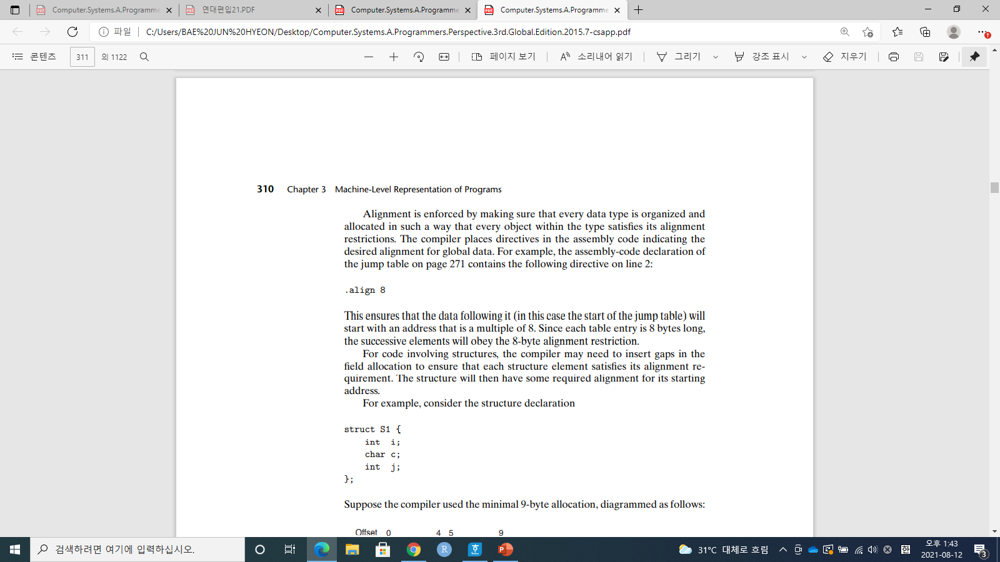 Computer.Systems.A.Programme
연대편입21.PDF
Computer.Systems.A.Programme
Computer.Systems.A.Programme
파일
C:/Users/BAE%20JUN%20HYEON/Desktop/Computer.Systems.A.Programmers.Perspective.3rd.Global.Edition.2015.7-csapp.pdf
콘텐츠
311
의 1122
페이지 보기
소리내어 읽기
그리기
강조 표시
지우기
310 Chapter 3 Machine-Level Representation of Programs
Alignment is enforced by making sure that every data type is organized and
allocated in such a way that every object within the type satisfies its alignment
restrictions. The compiler places directives in the assembly code indicating the
desired alignment for global data. For example, the assembly-code declaration of
the jump table on page 271 contains the following directive on line 2:
.align 8
This ensures that the data following it (in this case the start of the jump table) will
start with an address that is a multiple of 8. Since each table entry is 8 bytes long,
the successive elements will obey the 8-byte alignment restriction.
For code involving structures, the compiler may need to insert gaps in the
field allocation to ensure that each structure element satisfies its alignment re-
quirement. The structure will then have some required alignment for its starting
address.
For example, consider the structure declaration
struct S1 {
int i;
char c;
int j;
};
Suppose the compiler used the minimal 9-byte allocation, diagrammed as follows:
Offset 0 4 5 9
검색하려면 여기에 입력하십시오.
R
31°C 대체로 흐림
한
오후 1:43
2021-08-12
3